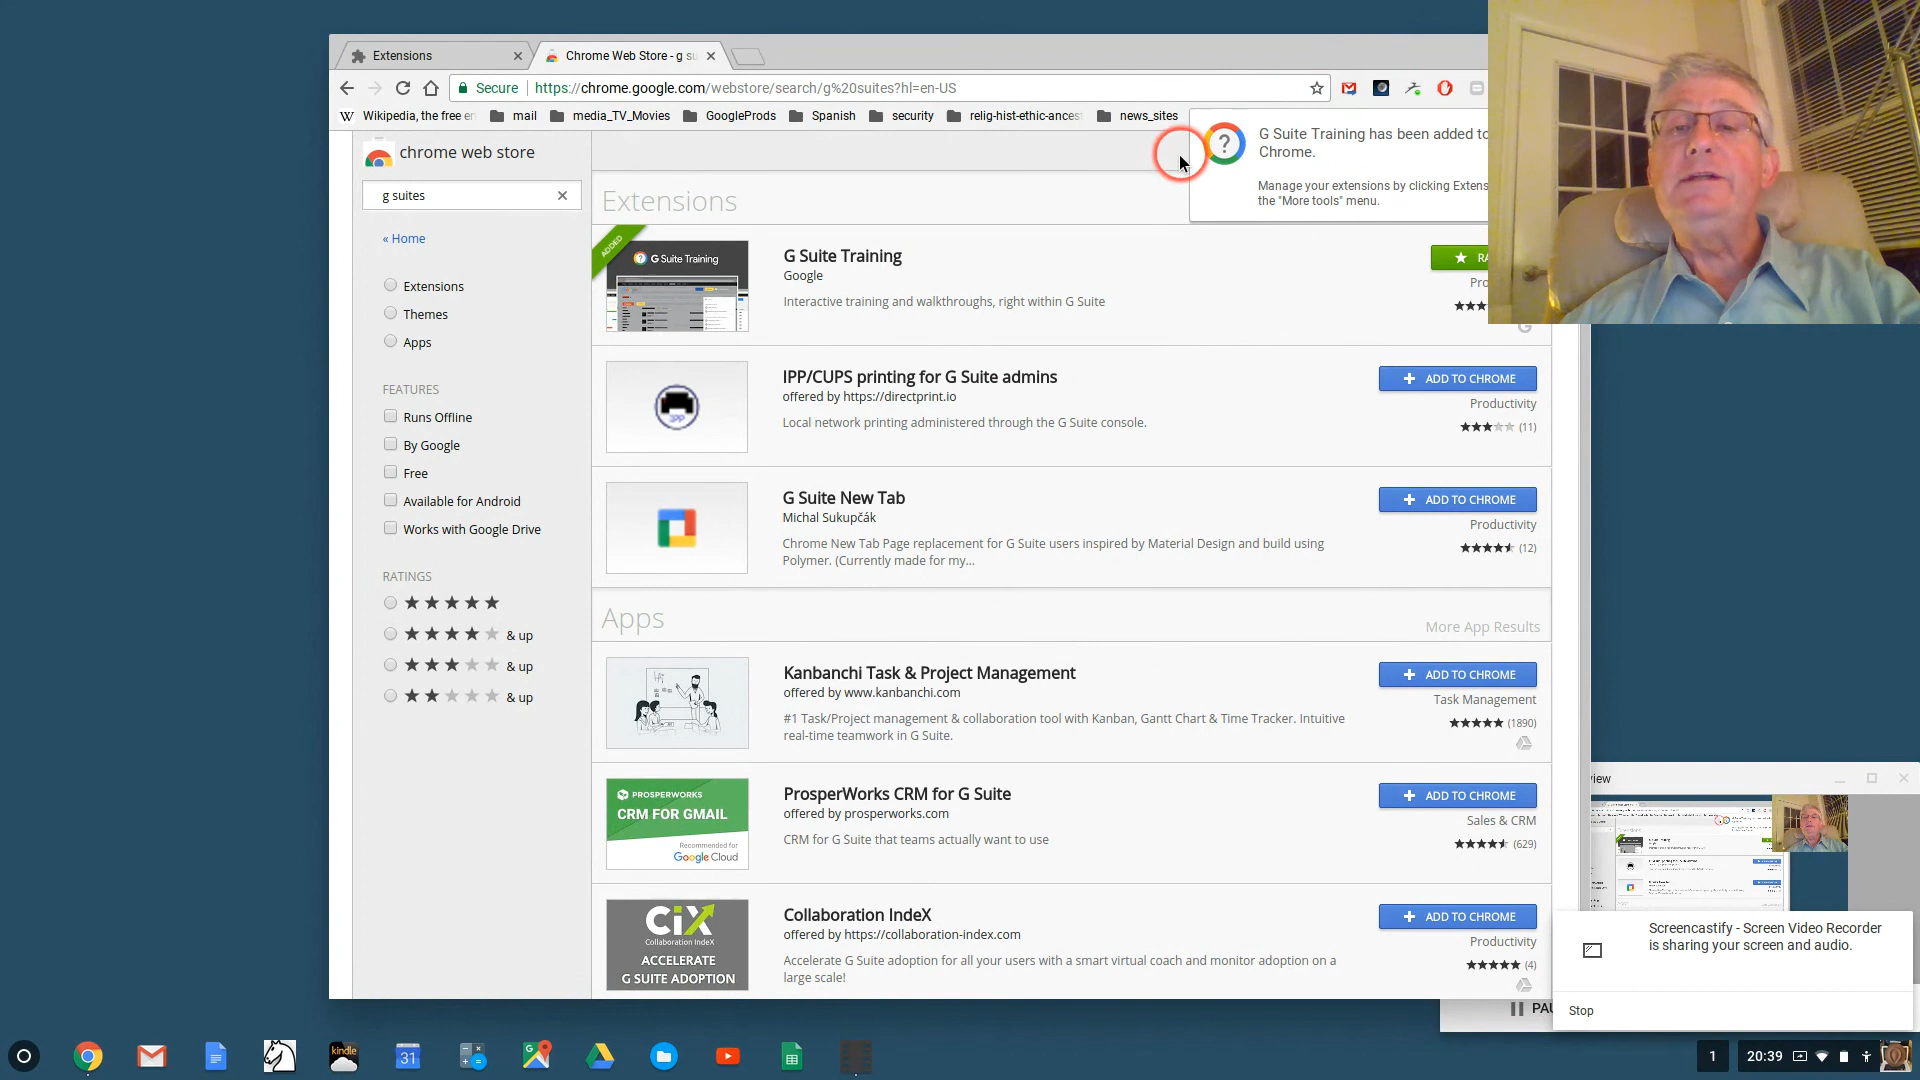 Extensions
Chrome Web Store - g su
Secure
https://chrome.google.com/webstore/search/g%20suites?hl=en-US
W Wikipedia, the free en
mail
media_TV_Movies
GoogleProds
Spanish
security
relig-hist-ethic-ancest
news_sites
chrome web store
g suites
« Home
Extensions
Themes
Apps
FEATURES
Runs Offline
By Google
Free
Available for Android
Works with Google Drive
RATINGS
& up
& up
& up
G Suite Training has been added to
Chrome.
Manage your extensions by clicking Extens
the "More tools" menu.
Extensions
ADDED
G Suite Training
G Suite Training
Google
Interactive training and walkthroughs, right within G Suite
RA
Pro
IPP
IPP/CUPS printing for G Suite admins
offered by https://directprint.io
Local network printing administered through the G Suite console.
ADD TO CHROME
Productivity
(11)
G Suite New Tab
Michal Sukupčák
Chrome New Tab Page replacement for G Suite users inspired by Material Design and build using
Polymer. (Currently made for my...
ADD TO CHROME
Productivity
(12)
Apps
More App Results
Kanbanchi Task & Project Management
offered by www.kanbanchi.com
#1 Task/Project management & collaboration tool with Kanban, Gantt Chart & Time Tracker. Intuitive
real-time teamwork in G Suite.
ADD TO CHROME
Task Management
(1890)
PROSPERWORKS
CRM FOR GMAIL
Recommended for
Google Cloud
ProsperWorks CRM for G Suite
offered by prosperworks.com
CRM for G Suite that teams actually want to use
ADD TO CHROME
Sales & CRM
(629)
CiX
Collaboration IndeX
ACCELERATE
G SUITE ADOPTION
Collaboration IndeX
offered by https://collaboration-index.com
Accelerate G Suite adoption for all your users with a smart virtual coach and monitor adoption on a
large scale!
ADD TO CHROME
Productivity
(4)
view
Screencastify - Screen Video Recorder
is sharing your screen and audio.
Stop
PAU
kindle
31
1
20:39